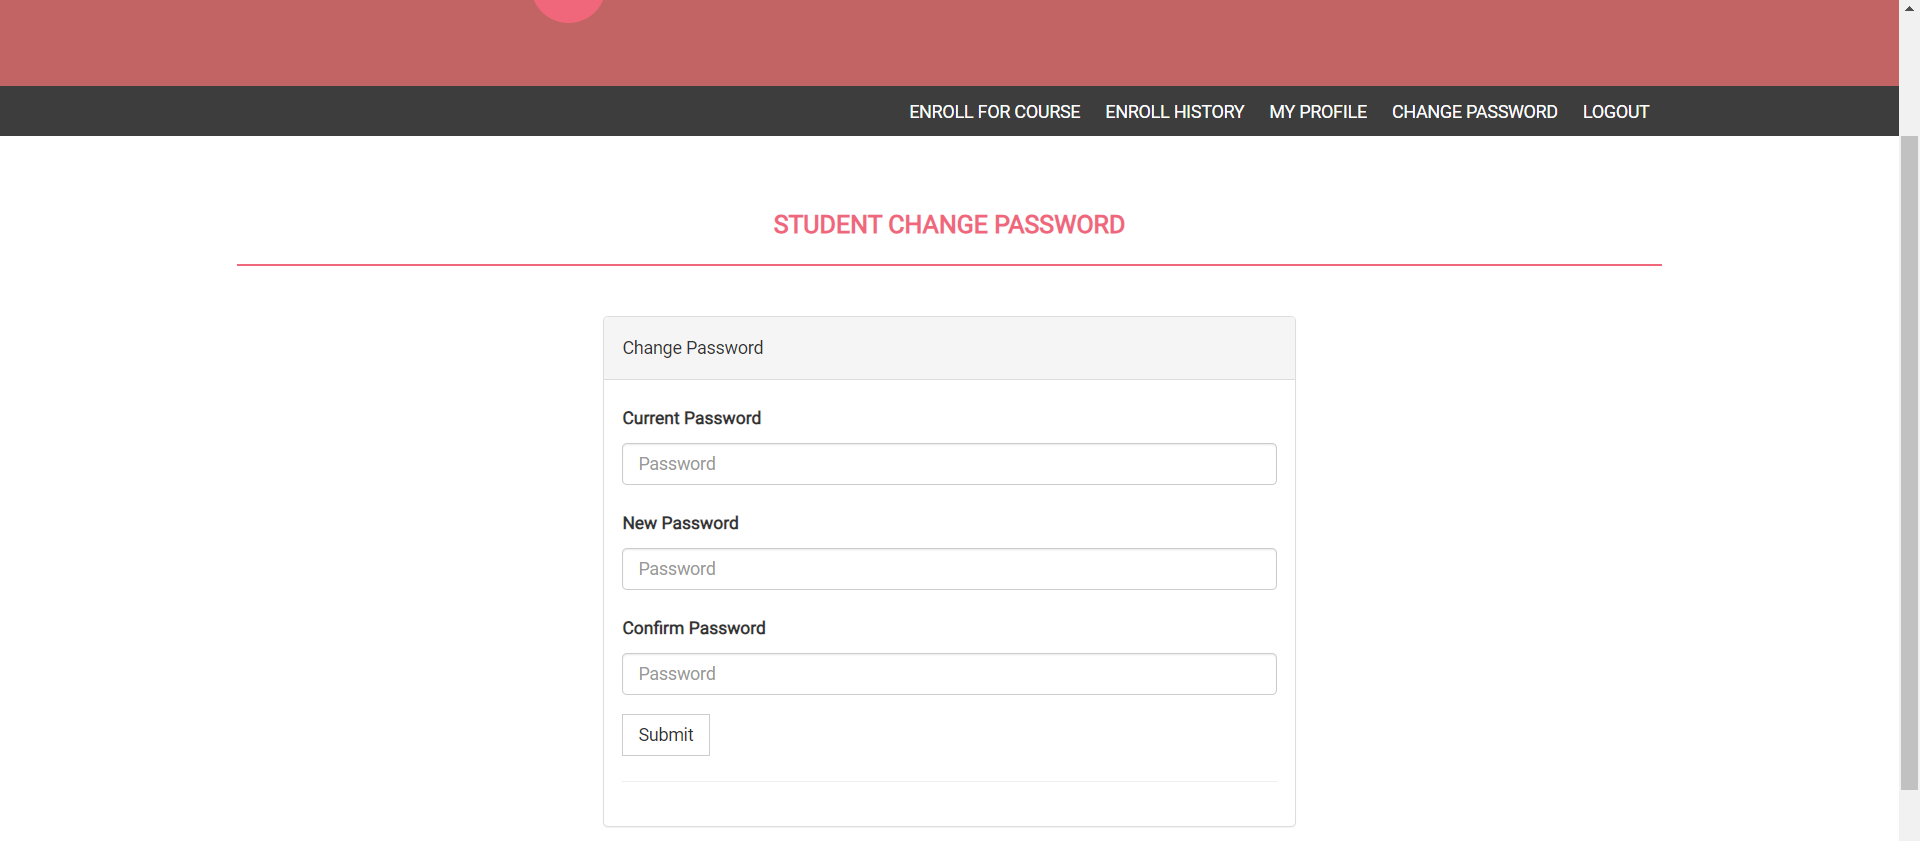 ENROLL FOR COURSE ENROLL HISTORY MY PROFILE CHANGE PASSWORD LOGOUT
STUDENT CHANGE PASSWORD
Change Password
Current Password
Password
New Password
Password
Confirm Password
Password
Submit